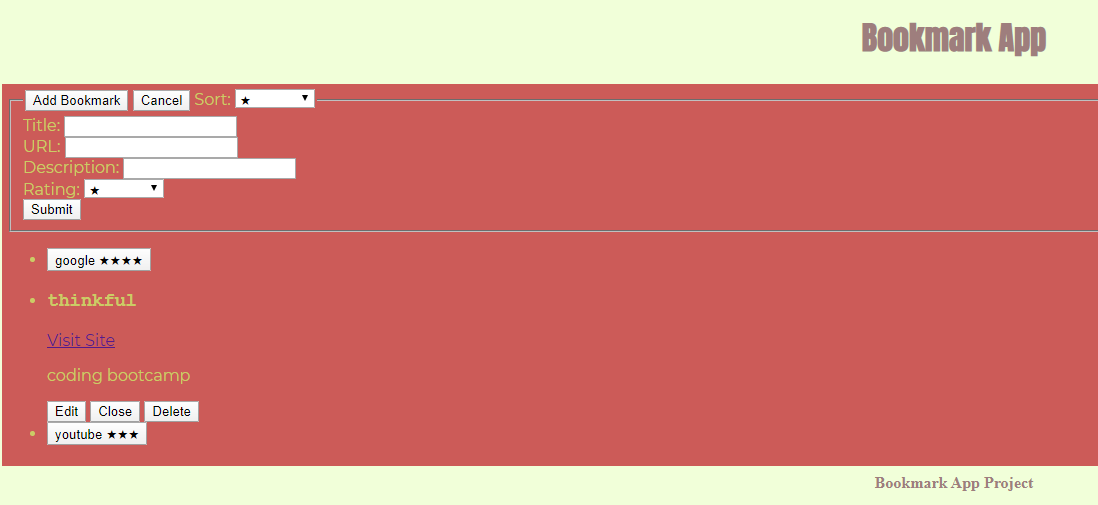 Bookmark App
Add Bookmark Cancel Sort: ★
Title:
URL:
Description:
Rating: ★
Submit
google ★★★★
thinkful
Visit Site
coding bootcamp
Edit Close Delete
youtube ★★★
Bookmark App Project